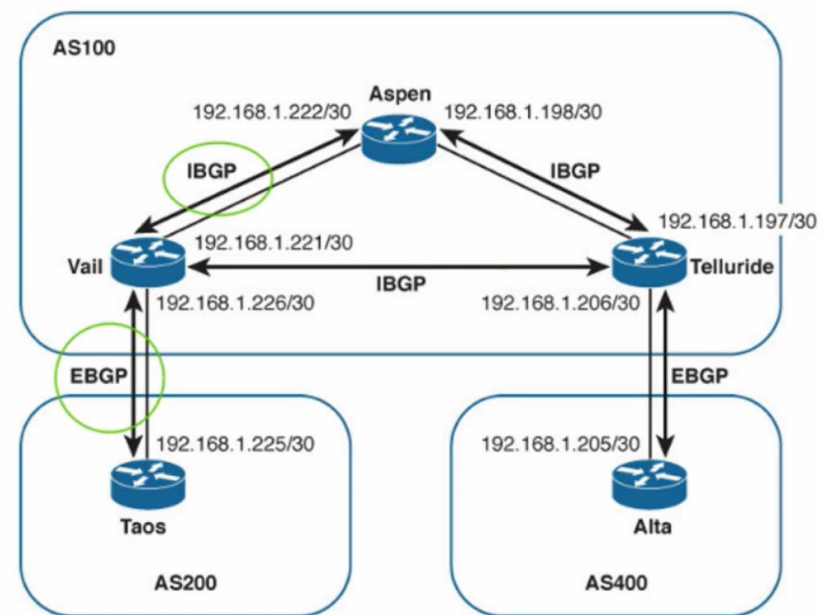 AS100
Aspen
192.168.1.222/30
192.168.1.198/30
IBGP
IBGP
192.168.1.197/30
192.168.1.221/30
Vail
Telluride
IBGP
192.168.1.226/30
192.168.1.206/30
EBGP
EBGP
192.168.1.225/30
192.168.1.205/30
Taos
Alta
AS200
AS400